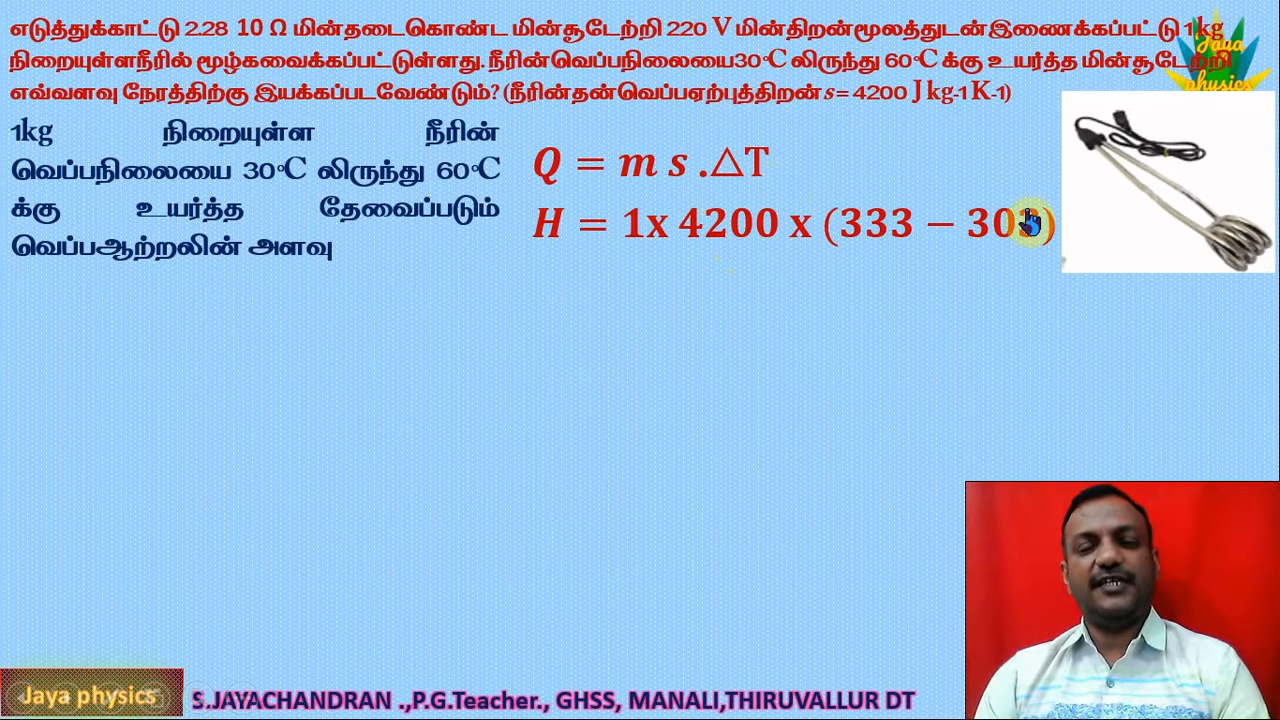 எடுத்துக்காட்டு 2.28 10 Ω மின்தடைகொண்ட மின்சூடேற்றி 220 V மின்திறன்மூலத்துடன்இணைக்கப்பட்டு 1kg
நிறையுள்ளநீரில் மூழ்கவைக்கப்பட்டுள்ளது. நீரின்வெப்பநிலையை30◦C லிருந்து 60◦C க்கு உயர்த்த மின்சூடேற்றி
எவ்வளவு நேரத்திற்கு இயக்கப்படவேண்டும்? (நீரின்தன்வெப்பஏற்புத்திறன் s = 4200 J kg-1 K-1)
Jaya
physics
1kg நிறையுள்ள நீரின்
வெப்பநிலையை 30◦C லிருந்து 60◦C
க்கு உயர்த்த தேவைப்படும்
வெப்பஆற்றலின் அளவு
Q = m s .△T
H = 1x 4200 x (333 − 303)
Jaya physics
S.JAYACHANDRAN .,P.G.Teacher., GHSS, MANALI,THIRUVALLUR DT